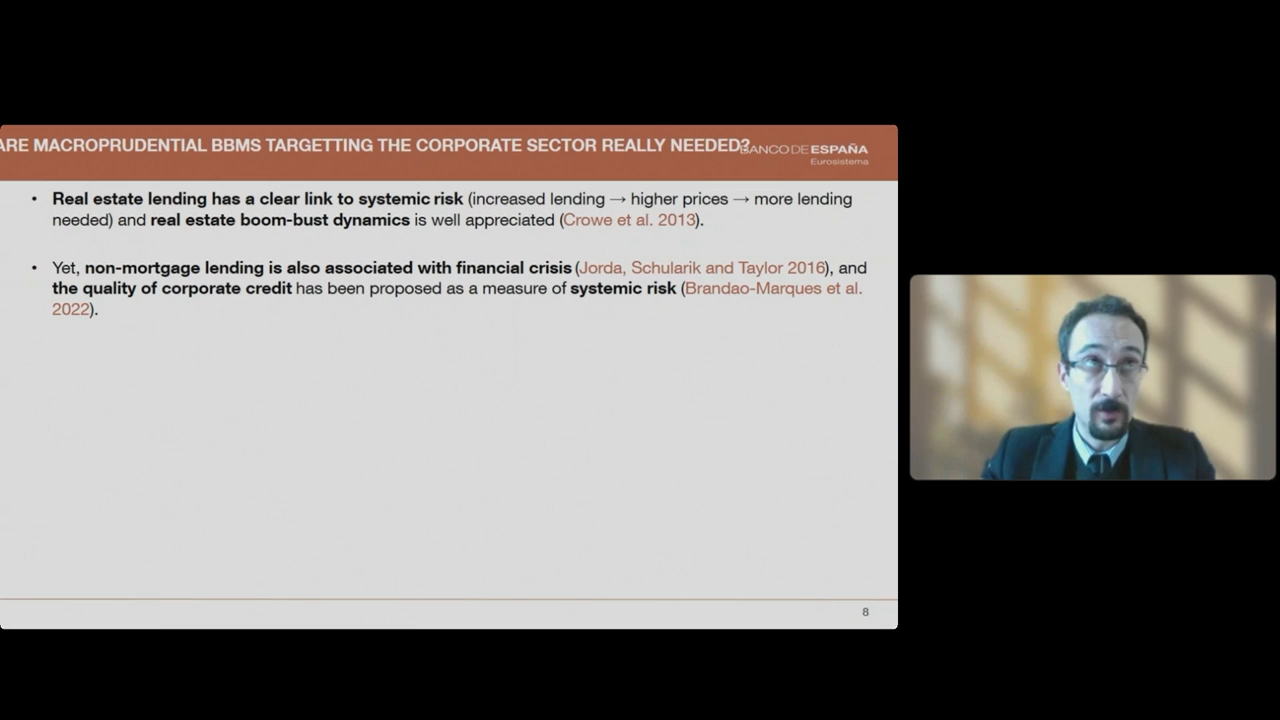 ARE MACROPRUDENTIAL BBMS TARGETTING THE CORPORATE SECTOR REALLY NEEDED?
BANCO DE ESPAÑA
Eurosistema
• Real estate lending has a clear link to systemic risk (increased lending → higher prices → more lending
needed) and real estate boom-bust dynamics is well appreciated (Crowe et al. 2013).
• Yet, non-mortgage lending is also associated with financial crisis (Jorda, Schularik and Taylor 2016), and
the quality of corporate credit has been proposed as a measure of systemic risk (Brandao-Marques et al.
2022).
8